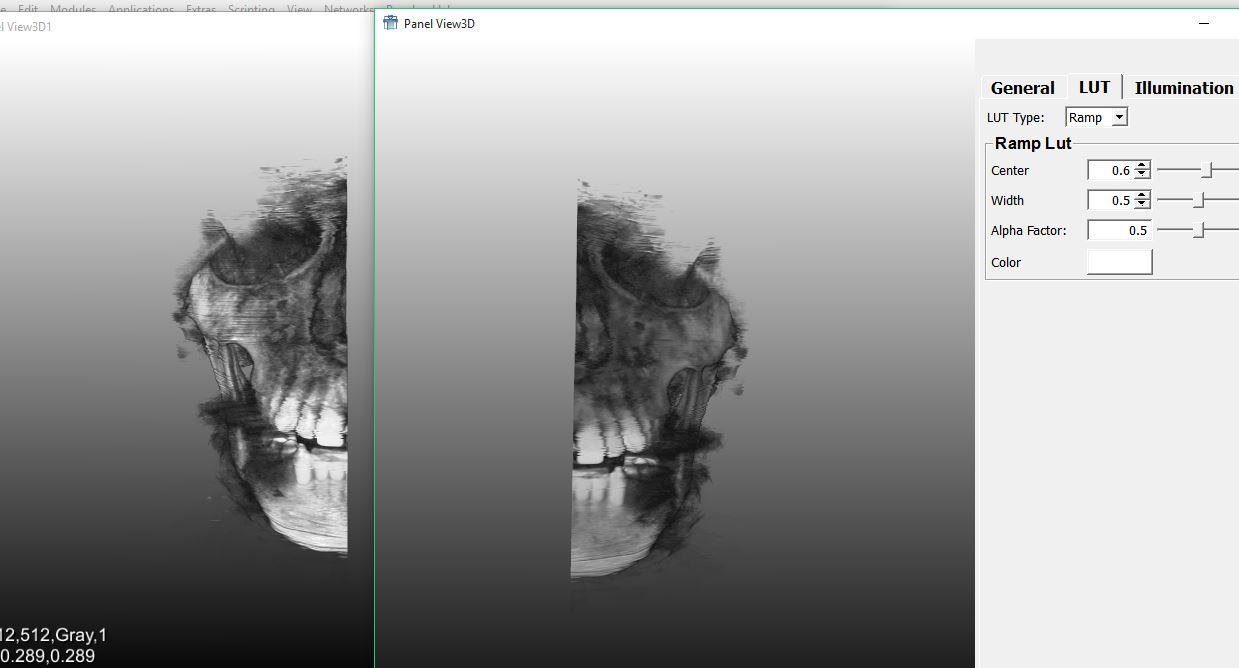 Edit Modules Applications Extras Scripting View Networks
View3D1
Panel View3D
General LUT Illumination
LUT Type: Ramp
Ramp Lut
Center 0.6
Width 0.5
Alpha Factor: 0.5
Color
12,512,Gray,1
0.289,0.289